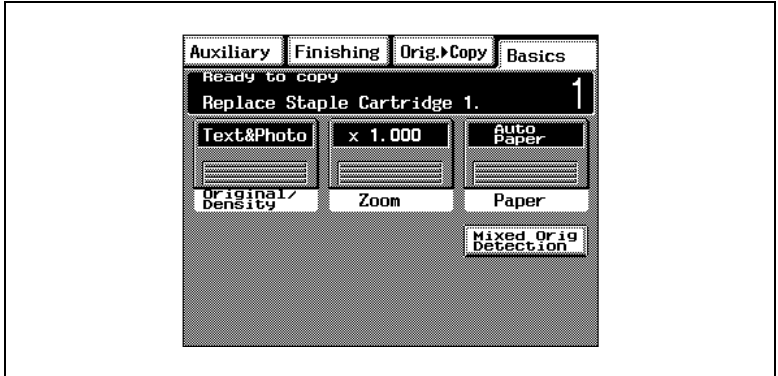 Auxiliary Finishing Orig.▸Copy Basics
Ready to copy 1
Replace Staple Cartridge 1.
Text&Photo x 1.000 Auto
Paper
Original/
Density Zoom Paper
Mixed Orig
Detection